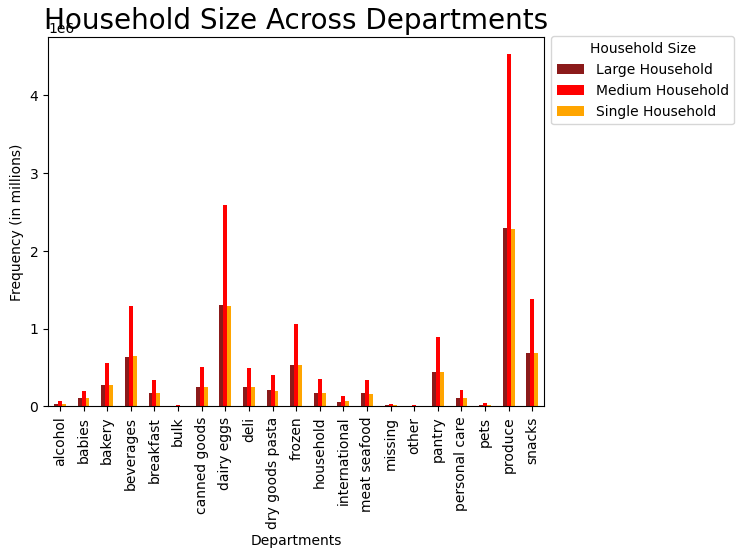 Household Size Across Departments
1e6
Household Size
Large Household
Medium Household
Single Household
Frequency (in millions)
4
3
2
1
0
alcohol
babies
bakery
beverages
breakfast
bulk
canned goods
dairy eggs
deli
dry goods pasta
frozen
household
international
meat seafood
missing
other
pantry
personal care
pets
produce
snacks
Departments